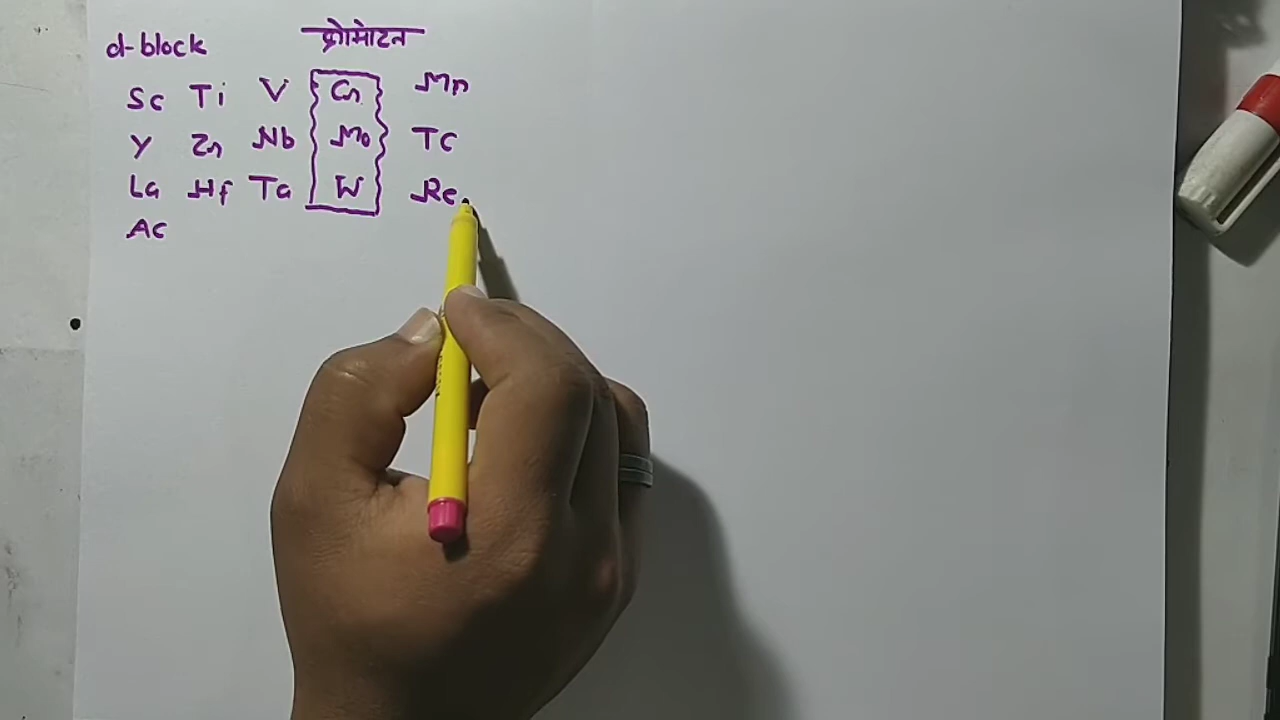 d-block क्रोमोटन
Sc Ti V Cr Mn
Y Zr Nb Mo TC
La Hf Ta W Re
Ac